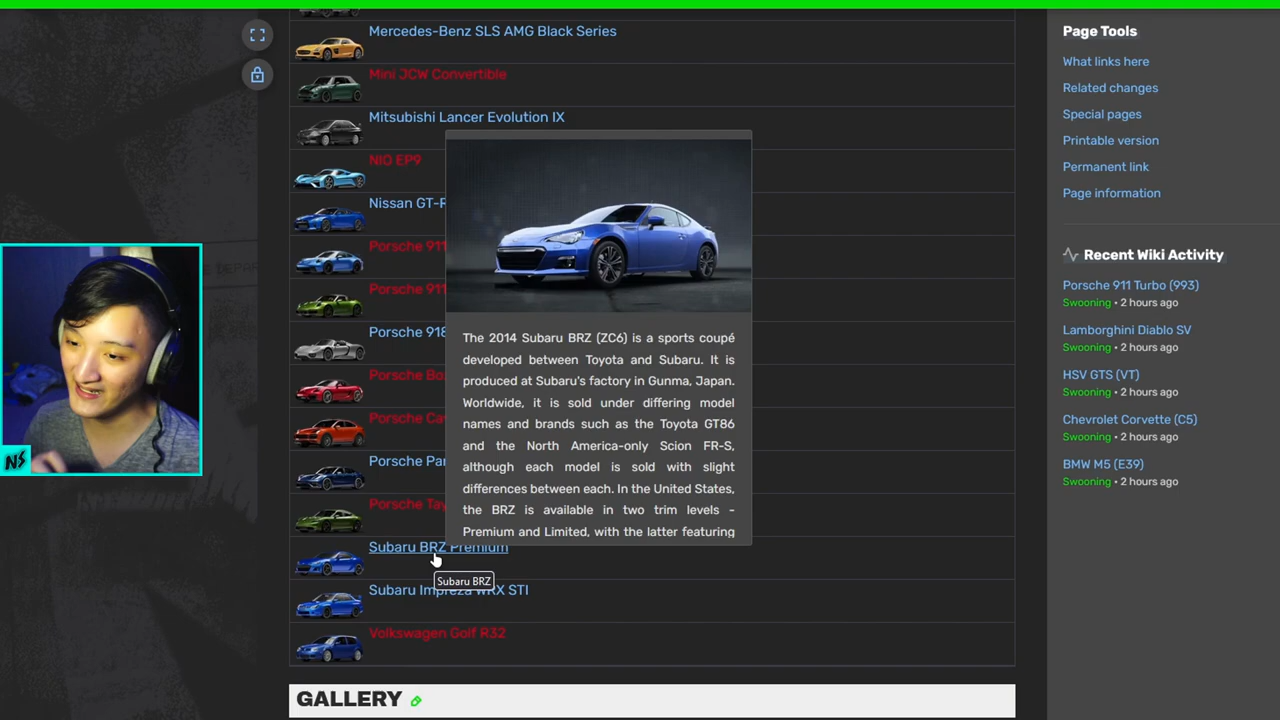 Mercedes-Benz SLS AMG Black Series
Mini JCW Convertible
Mitsubishi Lancer Evolution IX
NIO EP9
Nissan GT-R
Porsche 911
Porsche 911
Porsche 918
Porsche
Porsche
Porsche
Porsche
Subaru BRZ Premium
Subaru Impreza WRX STI
Volkswagen Golf R32
The 2014 Subaru BRZ (ZC6) is a sports coupé
developed between Toyota and Subaru. It is
produced at Subaru's factory in Gunma, Japan.
Worldwide, it is sold under differing model
names and brands such as the Toyota GT86
and the North America-only Scion FR-S,
although each model is sold with slight
differences between each. In the United States,
the BRZ is available in two trim levels -
Premium and Limited, with the latter featuring
Subaru BRZ
GALLERY
Page Tools
What links here
Related changes
Special pages
Printable version
Permanent link
Page information
Recent Wiki Activity
Porsche 911 Turbo (993)
Swooning • 2 hours ago
Lamborghini Diablo SV
Swooning • 2 hours ago
HSV GTS (VT)
Swooning • 2 hours ago
Chevrolet Corvette (C5)
Swooning • 2 hours ago
BMW M5 (E39)
Swooning • 2 hours ago
NS